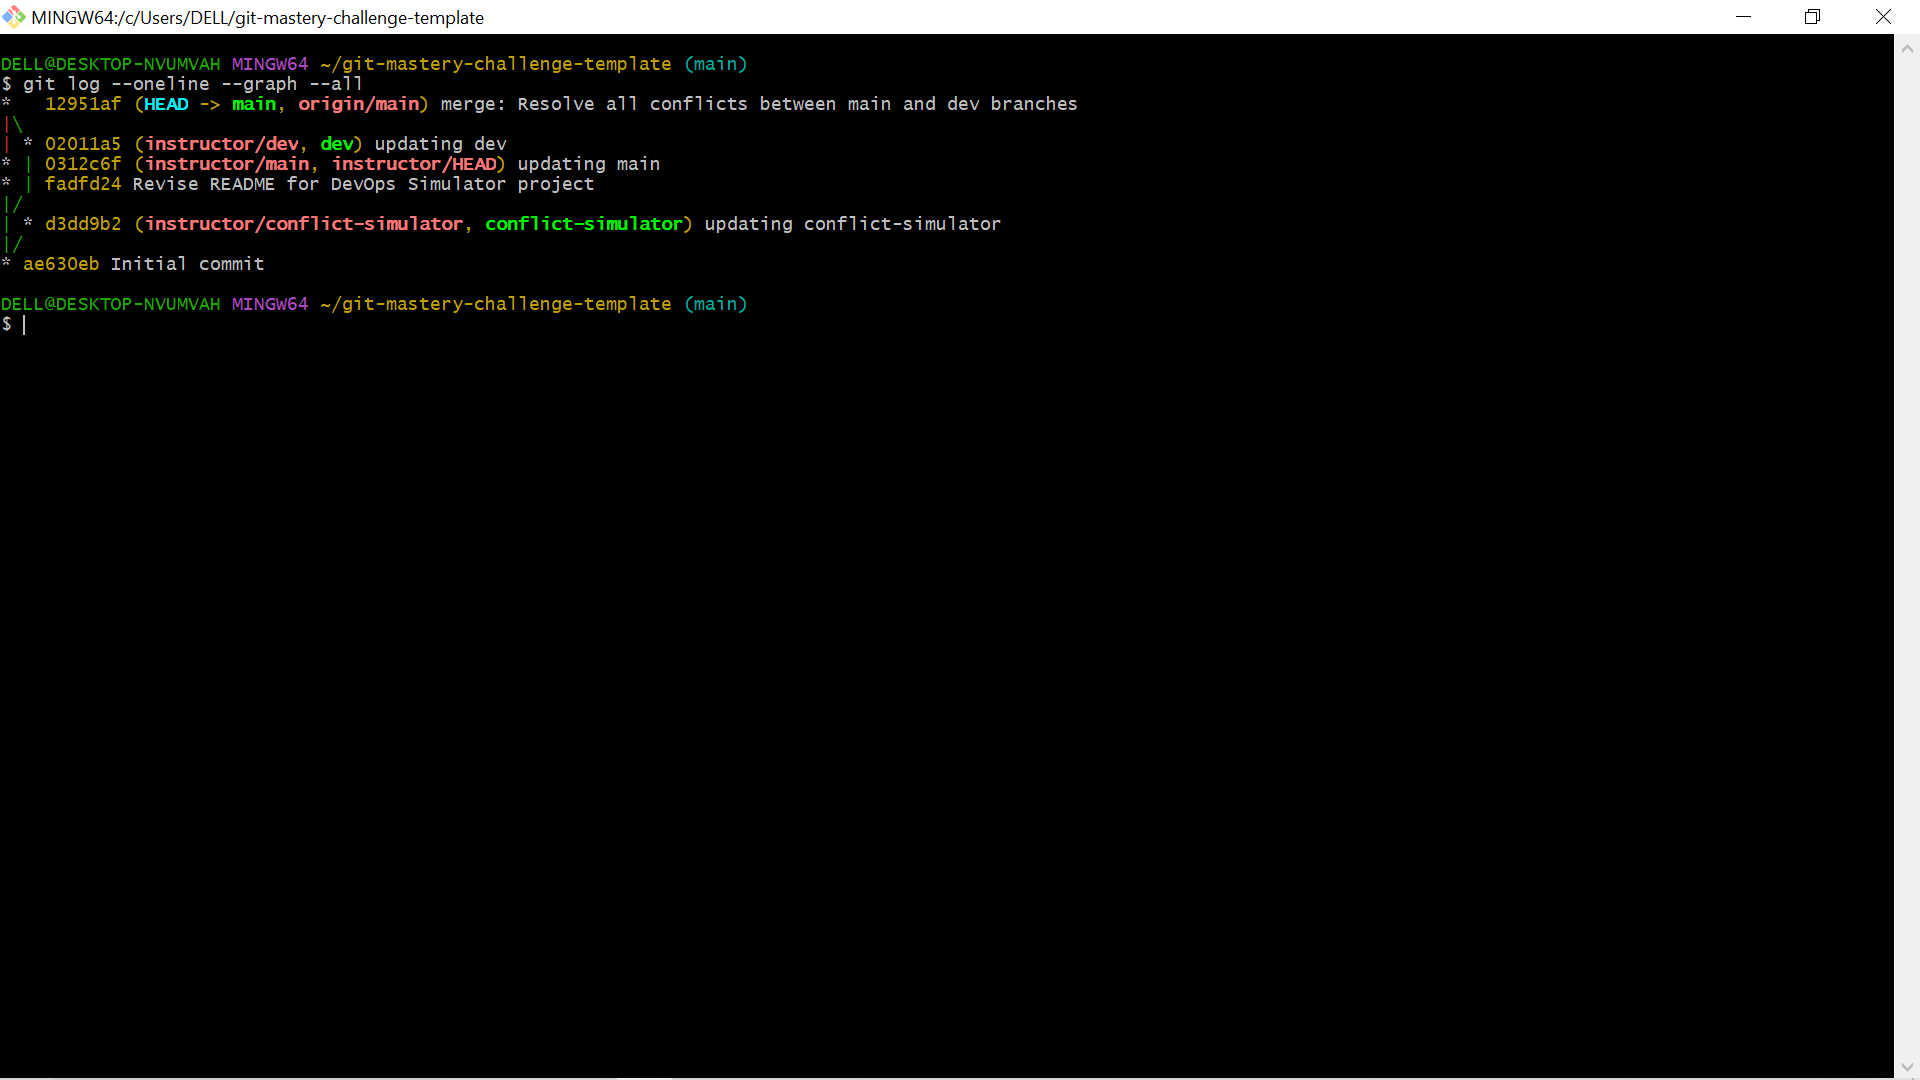 MINGW64:/c/Users/DELL/git-mastery-challenge-template
DELL@DESKTOP-NVUMVAH MINGW64 ~/git-mastery-challenge-template (main)
$ git log --oneline --graph --all
*   12951af (HEAD -> main, origin/main) merge: Resolve all conflicts between main and dev branches
|\
| * 02011a5 (instructor/dev, dev) updating dev
* | 0312c6f (instructor/main, instructor/HEAD) updating main
* | fadfd24 Revise README for DevOps Simulator project
|/
| * d3dd9b2 (instructor/conflict-simulator, conflict-simulator) updating conflict-simulator
|/
* ae630eb Initial commit
DELL@DESKTOP-NVUMVAH MINGW64 ~/git-mastery-challenge-template (main)
$